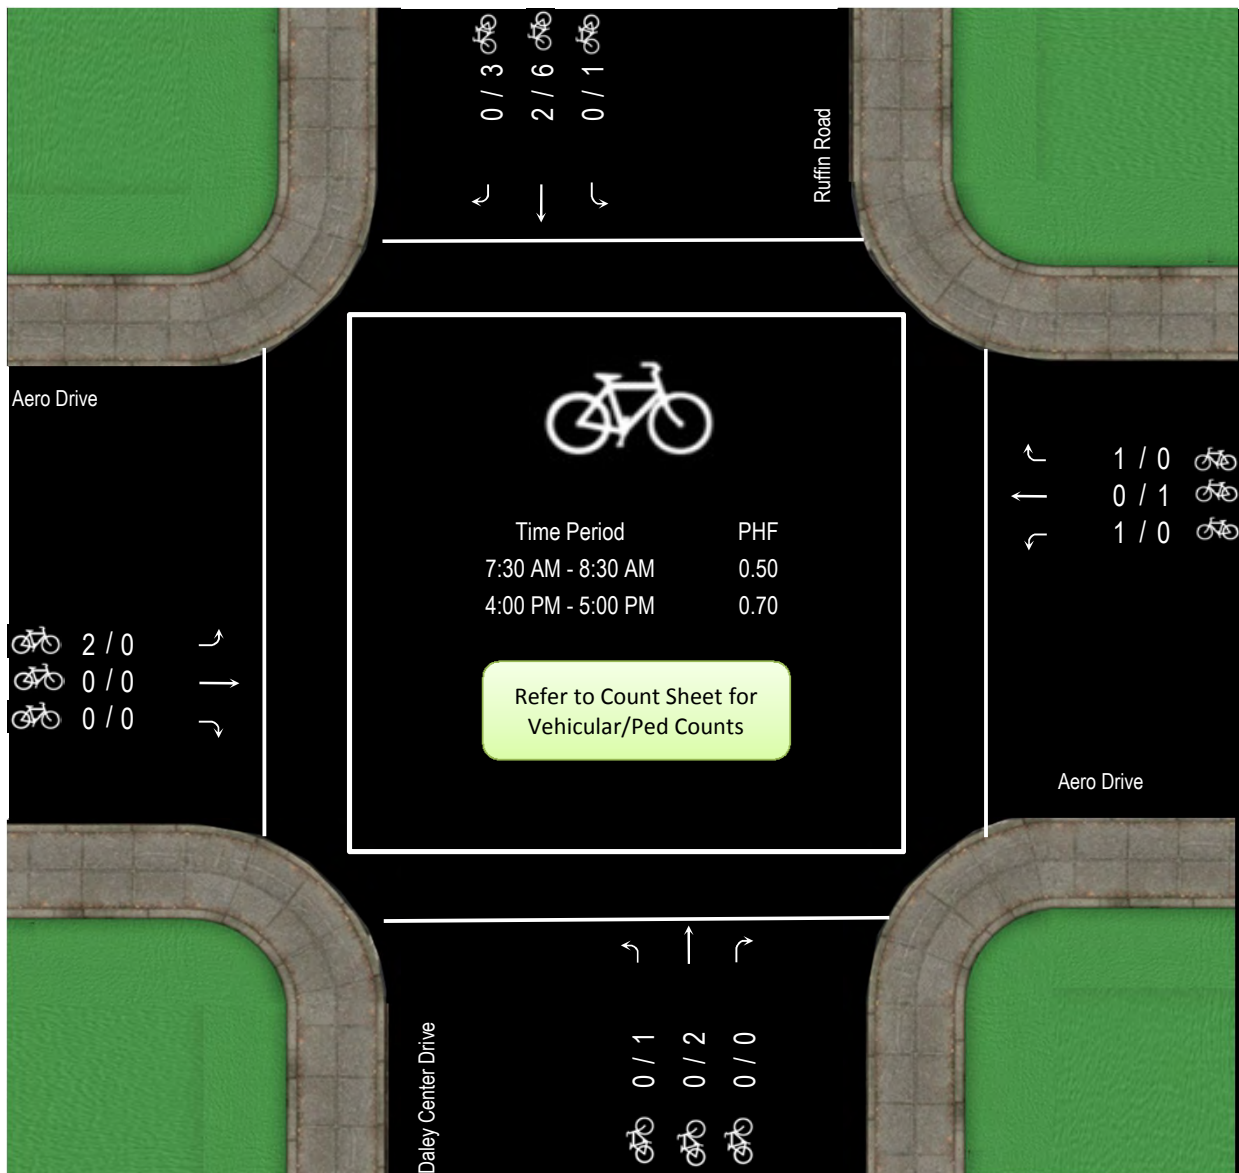 0 / 3
2 / 6
0 / 1
Ruffin Road
Aero Drive
1 / 0
0 / 1
1 / 0
Time Period PHF
7:30 AM - 8:30 AM 0.50
4:00 PM - 5:00 PM 0.70
2 / 0
0 / 0
0 / 0
Refer to Count Sheet for
Vehicular/Ped Counts
Aero Drive
Daley Center Drive
0 / 1
0 / 2
0 / 0